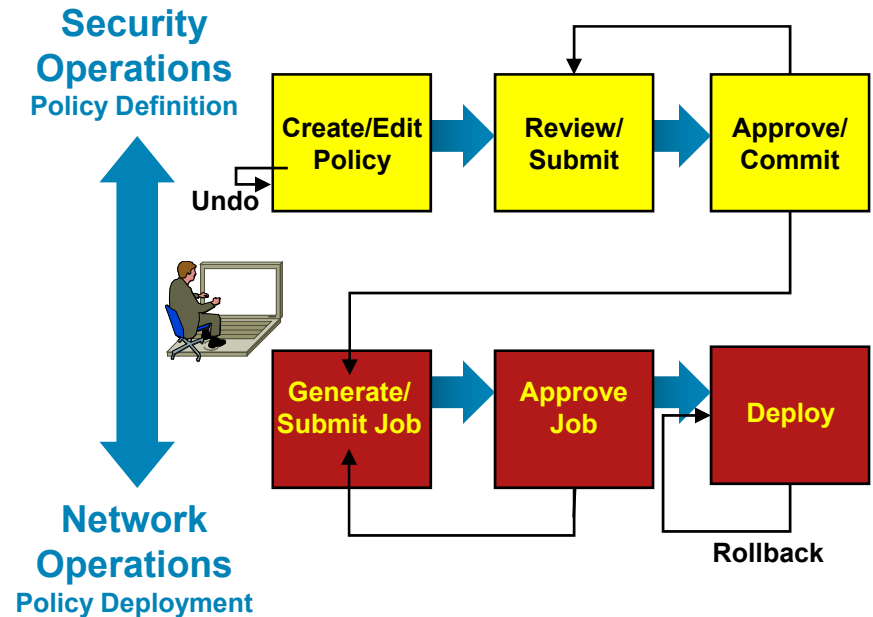 Security
Operations
Policy Definition
Create/Edit
Policy
Review/
Submit
Approve/
Commit
Undo
Generate/
Submit Job
Approve
Job
Deploy
Network
Operations
Policy Deployment
Rollback